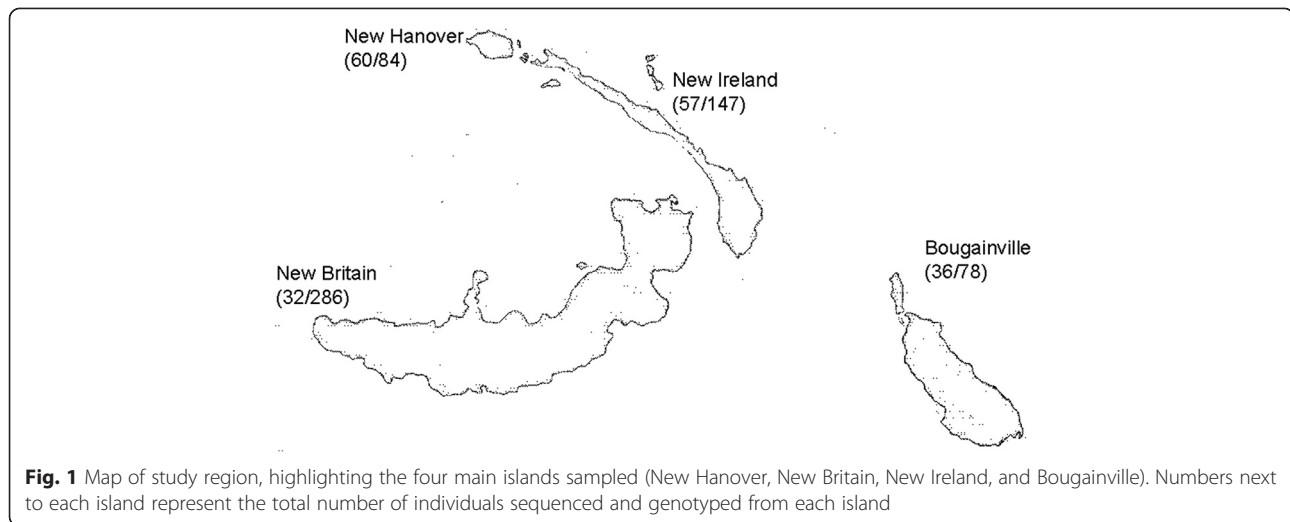 New Hanover
(60/84)
New Ireland
(57/147)
Bougainville
(36/78)
New Britain
(32/286)
Fig. 1 Map of study region, highlighting the four main islands sampled (New Hanover, New Britain, New Ireland, and Bougainville). Numbers next
to each island represent the total number of individuals sequenced and genotyped from each island